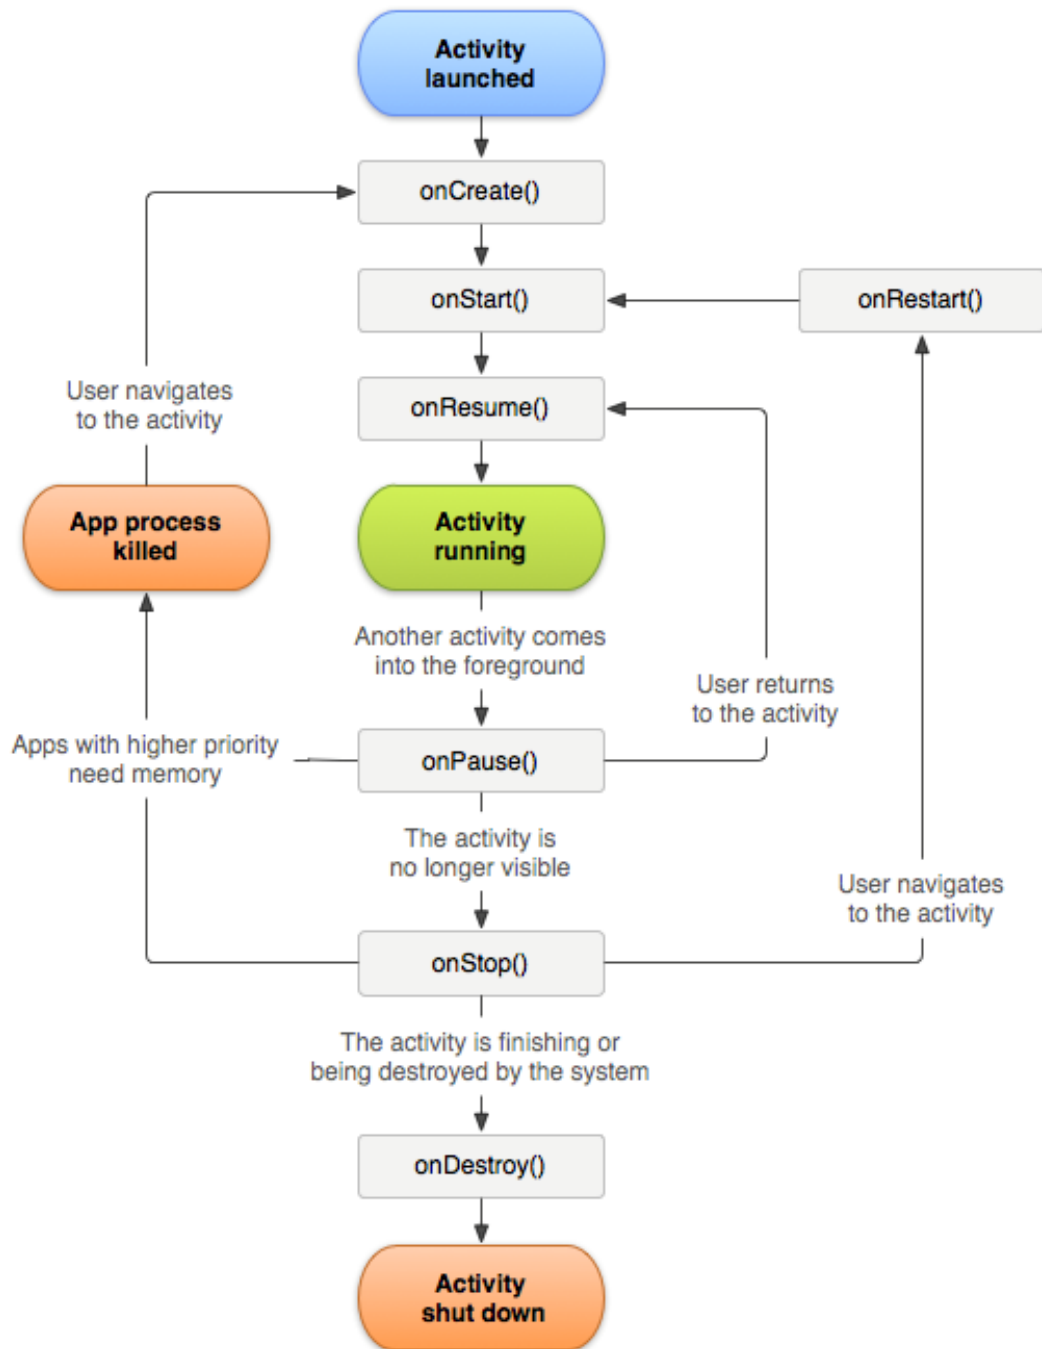 Activity
launched
onCreate()
onStart()
onRestart()
User navigates
to the activity
onResume()
App process
killed
Activity
running
Another activity comes
into the foreground
User returns
to the activity
Apps with higher priority
need memory
onPause()
The activity is
no longer visible
User navigates
to the activity
onStop()
The activity is finishing or
being destroyed by the system
onDestroy()
Activity
shut down